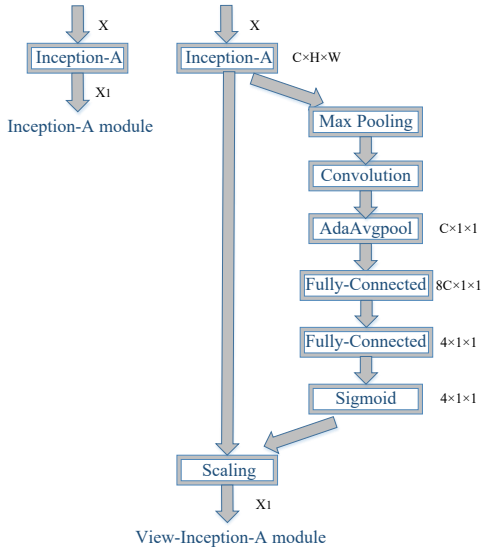 X
Inception-A
X1
Inception-A module
X
Inception-A
C×H×W
Max Pooling
Convolution
AdaAvgpool
C×1×1
Fully-Connected
8C×1×1
Fully-Connected
4×1×1
Sigmoid
4×1×1
Scaling
X1
View-Inception-A module